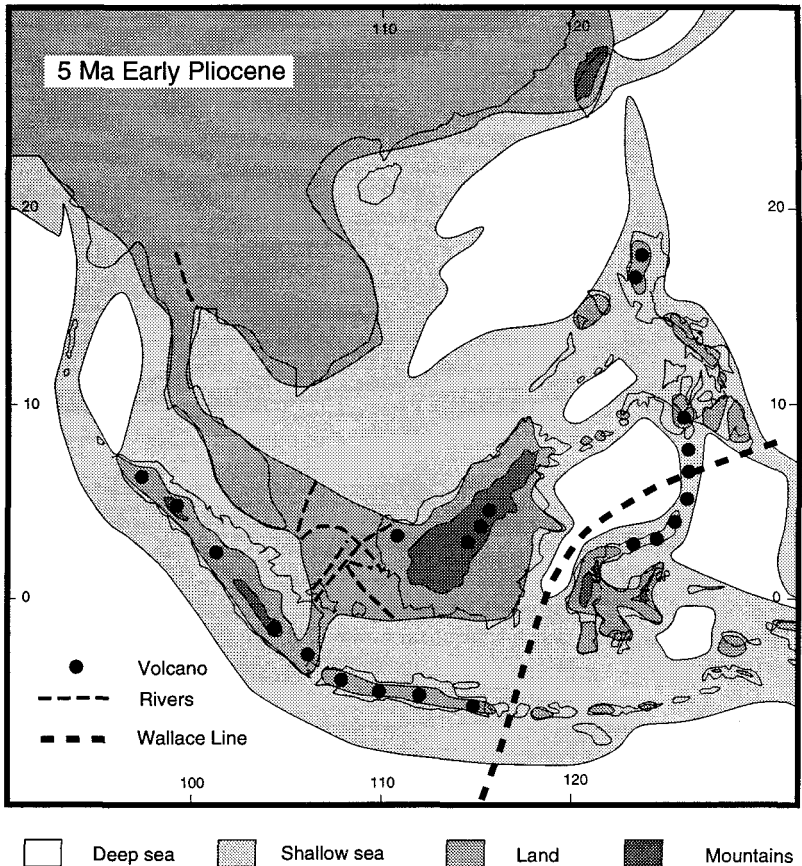 110 120
5 Ma Early Pliocene
20 20
10 10
0 0
Volcano
Rivers
Wallace Line
100 110 120
Deep sea Shallow sea Land Mountains